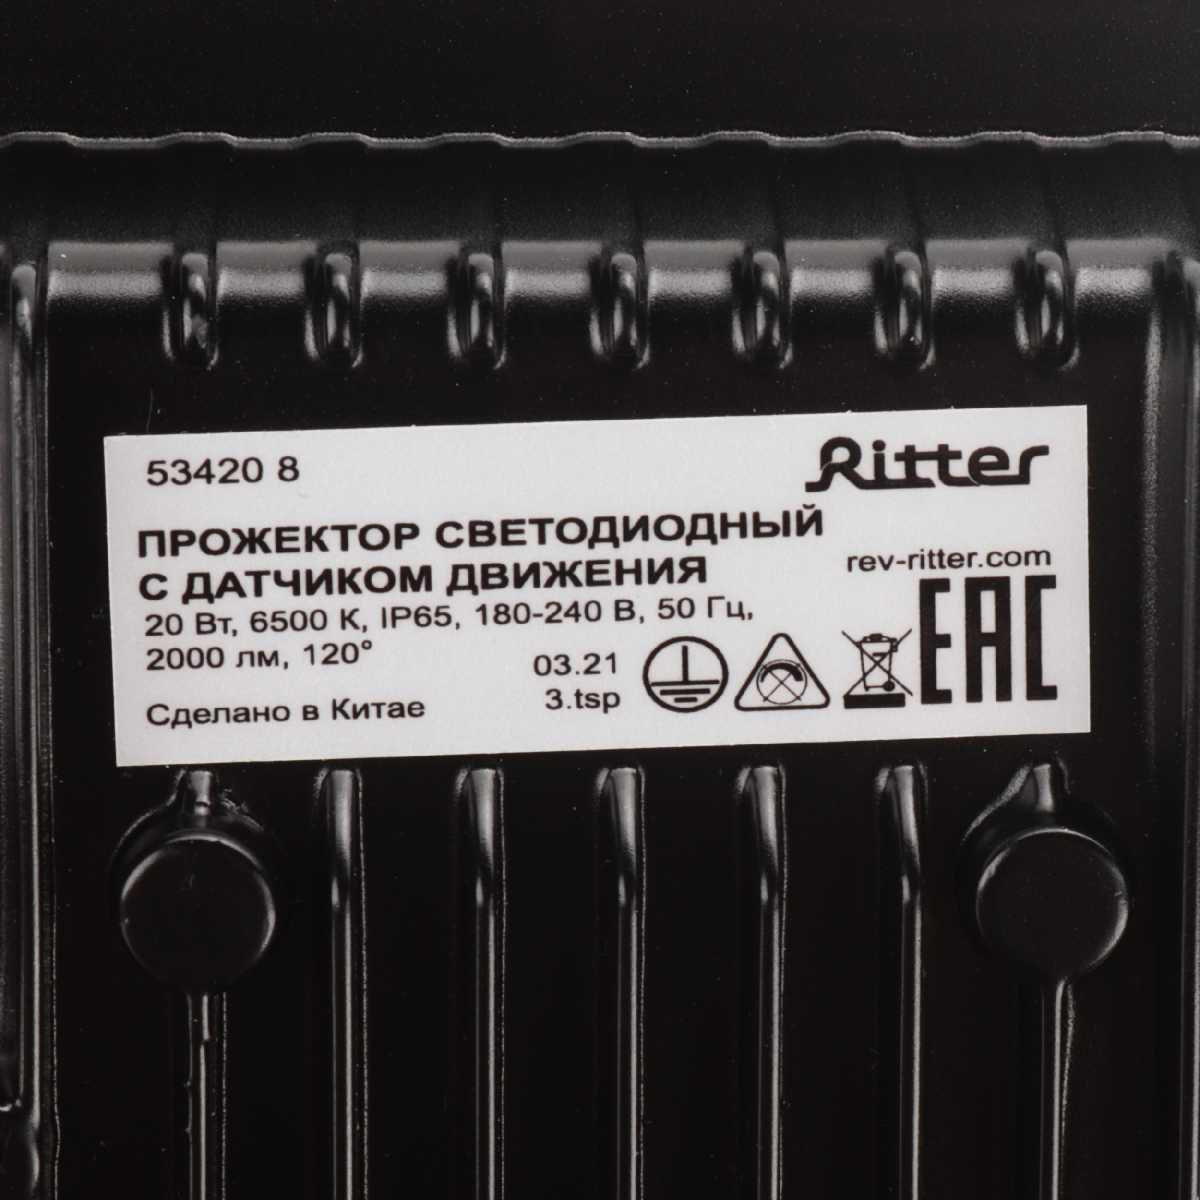 53420 8
Ritter
ПРОЖЕКТОР СВЕТОДИОДНЫЙ
С ДАТЧИКОМ ДВИЖЕНИЯ
rev-ritter.com
20 Вт, 6500 К, IP65, 180-240 В, 50 Гц,
2000 лм, 120°
03.21
3.tsp
Сделано в Китае
EAC